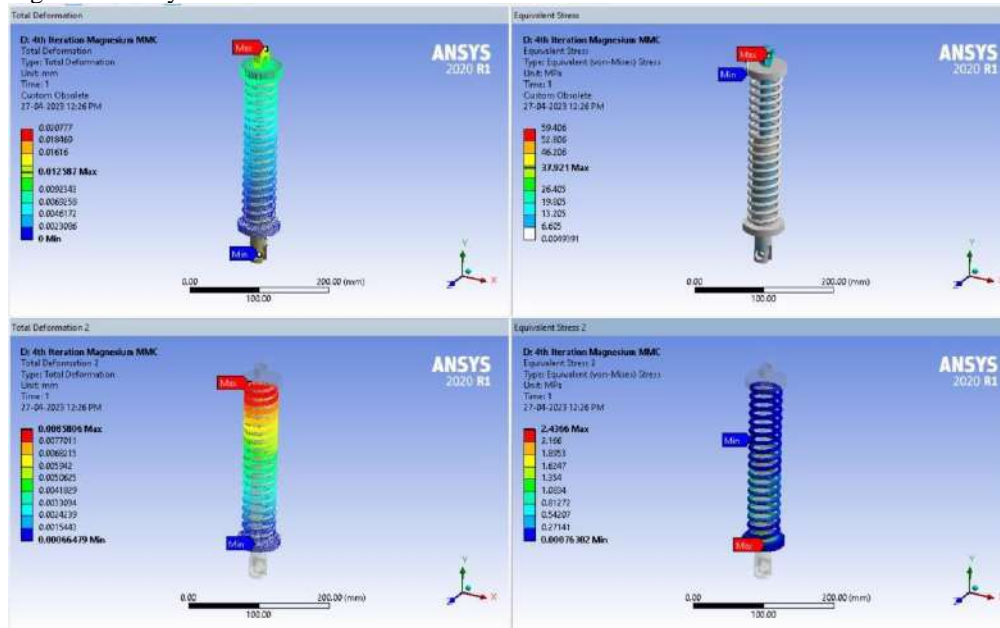 Total Deformation
D: 4th Iteration Magnesium MMC
Total Deformation
Type: Total Deformation
Unit: mm
Time: 1
Custom Obsolete
27-04-2023 12:26 PM
0.020777
0.018469
0.01616
0.012587 Max
0.0092343
0.0069258
0.0046172
0.0023086
0 Min
Max
Min
ANSYS
2020 R1
0.00
200.00 (mm)
100.00
Y
X
Z
Equivalent Stress
D: 4th Iteration Magnesium MMC
Equivalent Stress
Type: Equivalent (von-Mises) Stress
Unit: MPa
Time: 1
Custom Obsolete
27-04-2023 12:26 PM
59.406
52.806
46.206
37.921 Max
26.405
19.805
13.205
6.605
Max
Min
ANSYS
2020 R1
0.00
200.00 (mm)
100.00
Y
X
Z
Total Deformation 2
D: 4th Iteration Magnesium MMC
Total Deformation 2
Type: Total Deformation
Unit: mm
Time: 1
27-04-2023 12:26 PM
0.0085806 Max
0.0077011
0.0068215
0.005942
0.0050625
0.0041829
0.0033034
0.0024239
0.0015443
0.00066479 Min
Max
Min
ANSYS
2020 R1
0.00
200.00 (mm)
100.00
Y
X
Z
Equivalent Stress 2
D: 4th Iteration Magnesium MMC
Equivalent Stress 2
Type: Equivalent (von-Mises) Stress
Unit: MPa
Time: 1
27-04-2023 12:26 PM
2.4366 Max
2.166
1.8953
1.6247
1.354
1.0834
0.81272
0.54207
0.27141
0.00076302 Min
Min
Max
ANSYS
2020 R1
0.00
200.00 (mm)
100.00
Y
X
Z